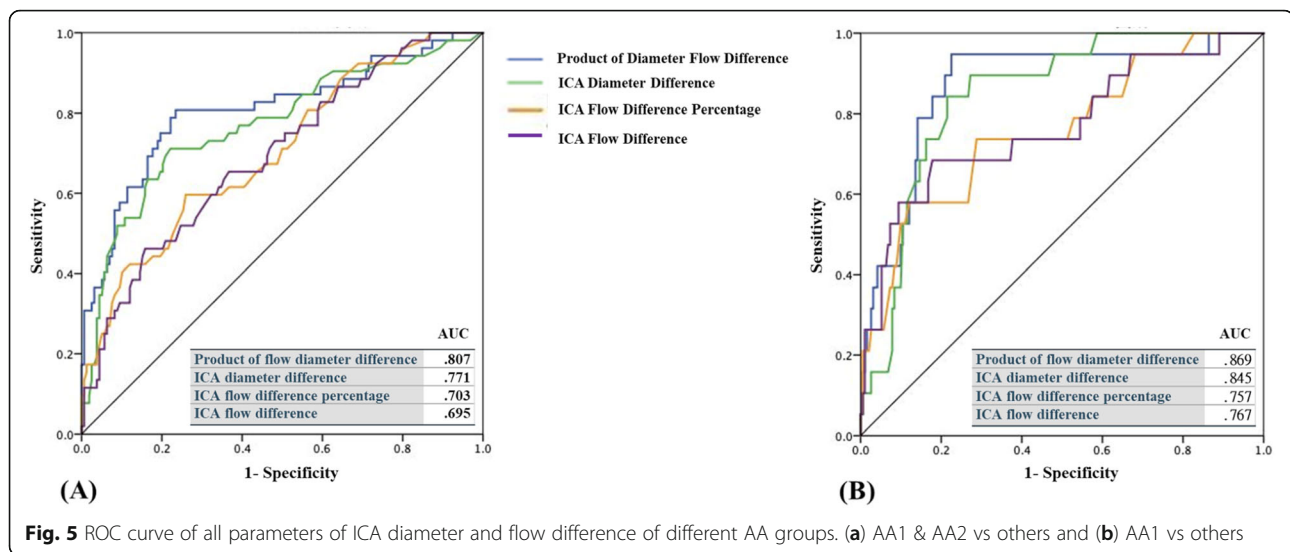 1.0
0.8
0.6
0.4
0.2
0.0
Sensitivity
AUC
Product of flow diameter difference .807
ICA diameter difference .771
ICA flow difference percentage .703
ICA flow difference .695
0.0 0.2 0.4 0.6 0.8 1.0
1- Specificity
(A)
Product of Diameter Flow Difference
ICA Diameter Difference
ICA Flow Difference Percentage
ICA Flow Difference
1.0
0.8
0.6
0.4
0.2
0.0
Sensitivity
AUC
Product of flow diameter difference .869
ICA diameter difference .845
ICA flow difference percentage .757
ICA flow difference .767
0.0 0.2 0.4 0.6 0.8 1.0
1- Specificity
(B)
Fig. 5 ROC curve of all parameters of ICA diameter and flow difference of different AA groups. (a) AA1 & AA2 vs others and (b) AA1 vs others